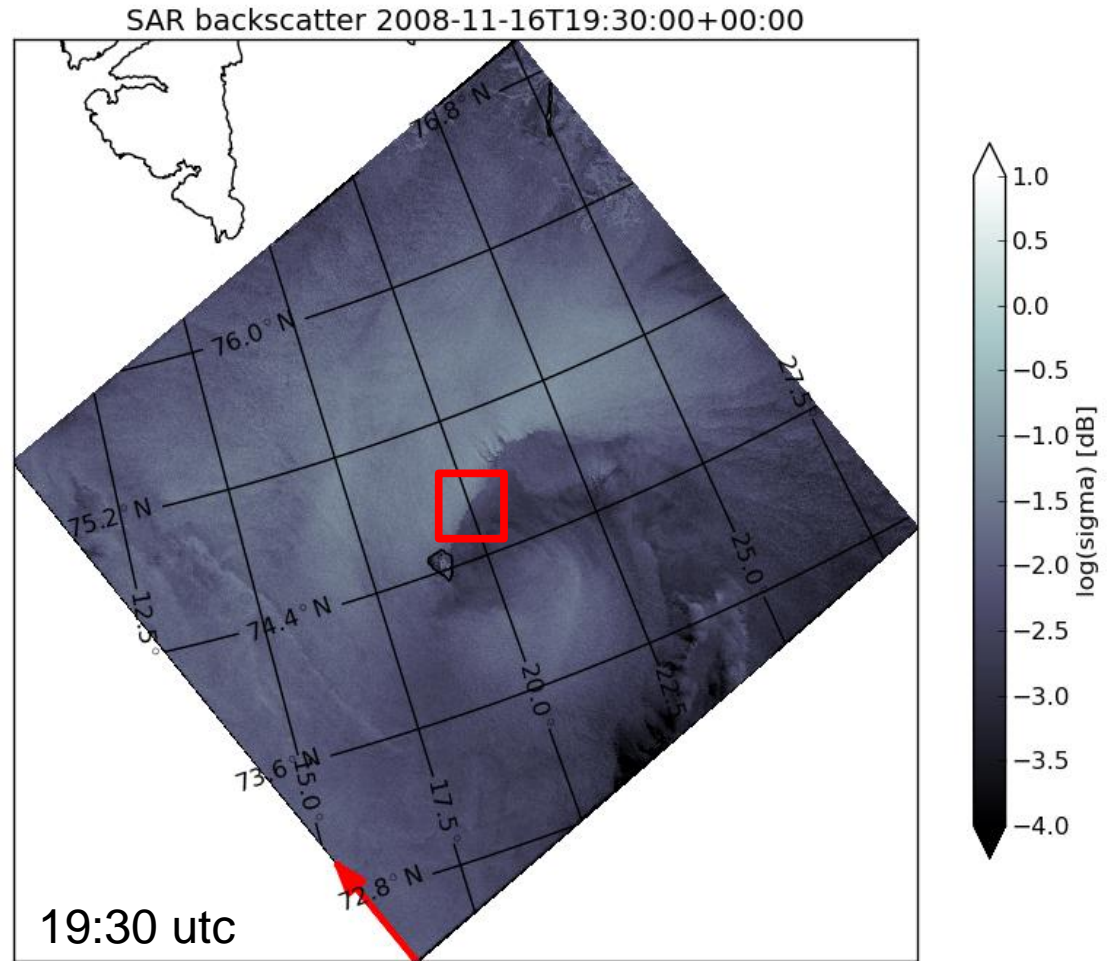 SAR backscatter 2008-11-16T19:30:00+00:00
76.8° N
76.0° N
75.2° N
74.4° N
73.6° N
72.8° N
12.5°
15.0°
17.5°
20.0°
22.5
25.0°
27.5
19:30 utc
1.0
0.5
0.0
−0.5
−1.0
−1.5
−2.0
−2.5
−3.0
−3.5
−4.0
log(sigma) [dB]